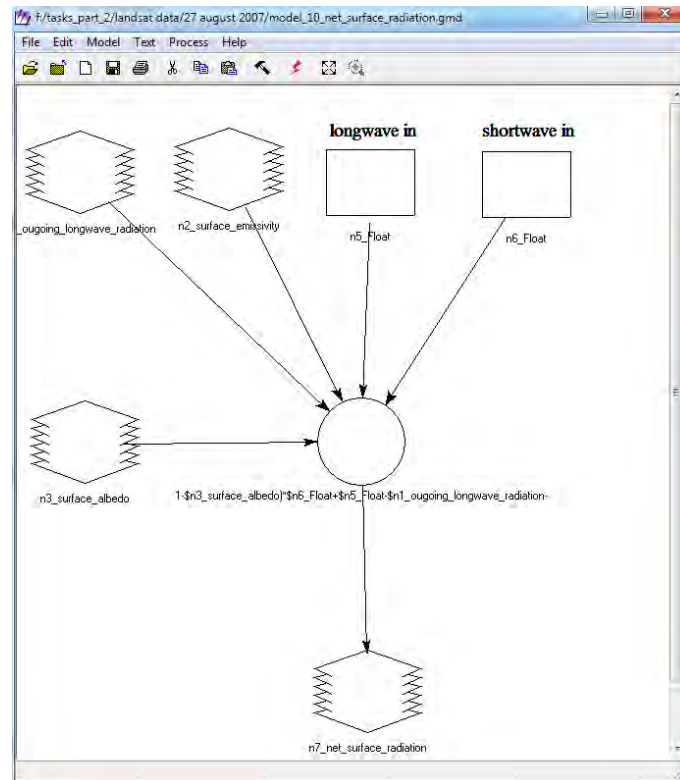 f:/tasks_part_2/landsat data/27 august 2007/model_10_net_surface_radiation.gmd
File Edit Model Text Process Help
longwave in shortwave in
_ougoing_longwave_radiation n2_surface_emissivity n5_Float n6_Float
n3_surface_albedo 1-$n3_surface_albedo)*$n6_Float+$n5_Float-$n1_ougoing_longwave_radiation-
n7_net_surface_radiation